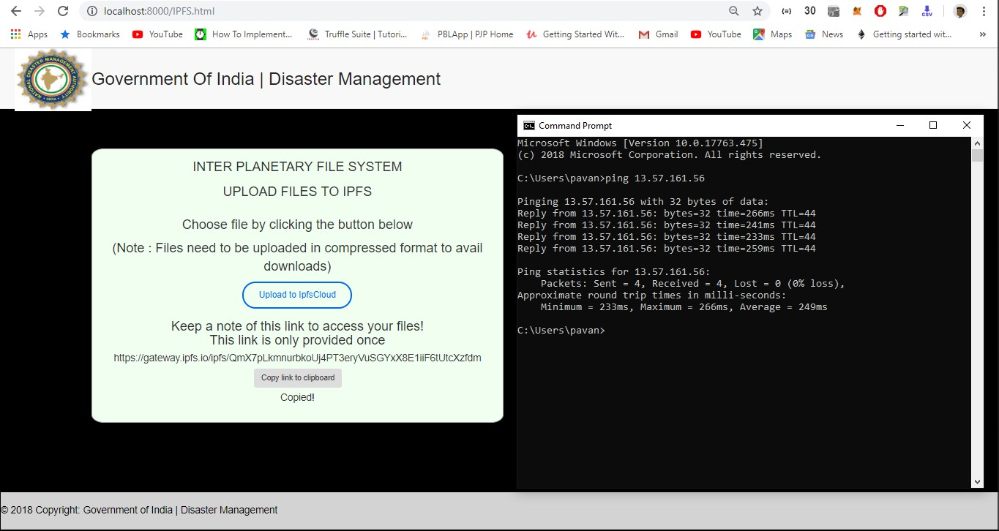 localhost:8000/IPFS.html
30
CSV
Apps
Bookmarks
YouTube
How To Implement...
Truffle Suite | Tutori...
PBLApp | PJP Home
Getting Started Wit...
Gmail
YouTube
Maps
News
Getting started wit...
»
NATIONAL DISASTER MANAGEMENT AUTHORITY
INDIA
Government Of India | Disaster Management
INTER PLANETARY FILE SYSTEM
UPLOAD FILES TO IPFS
Choose file by clicking the button below
(Note : Files need to be uploaded in compressed format to avail
downloads)
Upload to IpfsCloud
Keep a note of this link to access your files!
This link is only provided once
https://gateway.ipfs.io/ipfs/QmX7pLkmnurbkoUj4PT3eryVuSGYxX8E1iiF6tUtcXzfdm
Copy link to clipboard
Copied!
Command Prompt
Microsoft Windows [Version 10.0.17763.475]
(c) 2018 Microsoft Corporation. All rights reserved.
C:\Users\pavan>ping 13.57.161.56
Pinging 13.57.161.56 with 32 bytes of data:
Reply from 13.57.161.56: bytes=32 time=266ms TTL=44
Reply from 13.57.161.56: bytes=32 time=241ms TTL=44
Reply from 13.57.161.56: bytes=32 time=233ms TTL=44
Reply from 13.57.161.56: bytes=32 time=259ms TTL=44
Ping statistics for 13.57.161.56:
Packets: Sent = 4, Received = 4, Lost = 0 (0% loss),
Approximate round trip times in milli-seconds:
Minimum = 233ms, Maximum = 266ms, Average = 249ms
C:\Users\pavan>
© 2018 Copyright: Government of India | Disaster Management